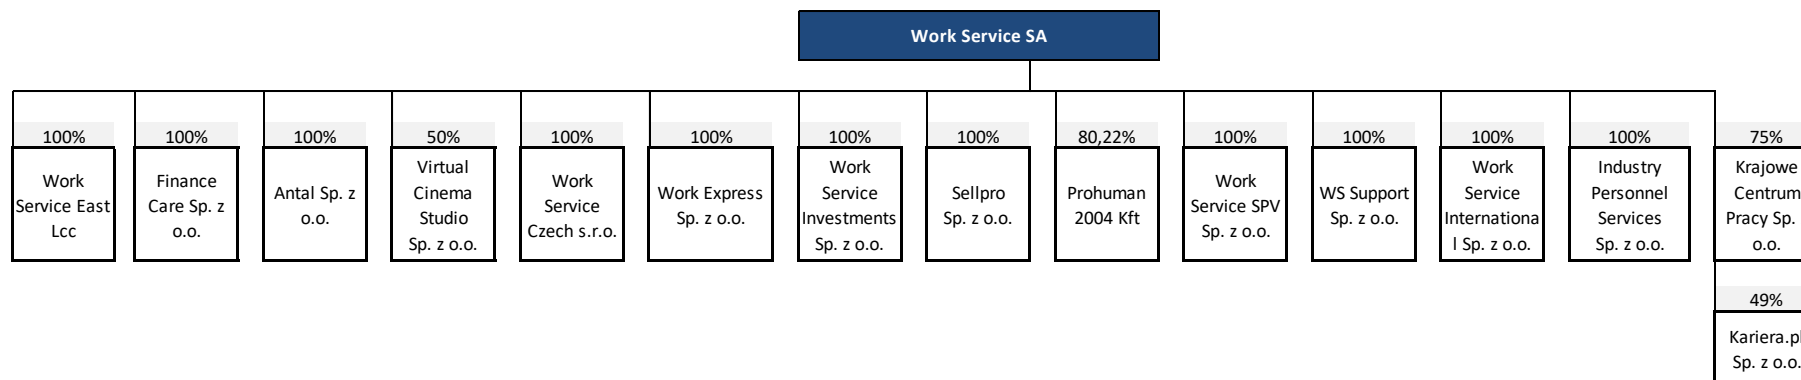 Work Service SA
100%
Work
Service East
Lcc
100%
Finance
Care Sp. z
o.o.
100%
Antal Sp. z
o.o.
50%
Virtual
Cinema
Studio
Sp. z o.o.
100%
Work
Service
Czech s.r.o.
100%
Work Express
Sp. z o.o.
100%
Work
Service
Investments
Sp. z o.o.
100%
Sellpro
Sp. z o.o.
80,22%
Prohuman
2004 Kft
100%
Work
Service SPV
Sp. z o.o.
100%
WS Support
Sp. z o.o.
100%
Work
Service
Internationa
l Sp. z o.o.
100%
Industry
Personnel
Services
Sp. z o.o.
75%
Krajowe
Centrum
Pracy Sp.
o.o.
49%
Kariera.pl
Sp. z o.o.